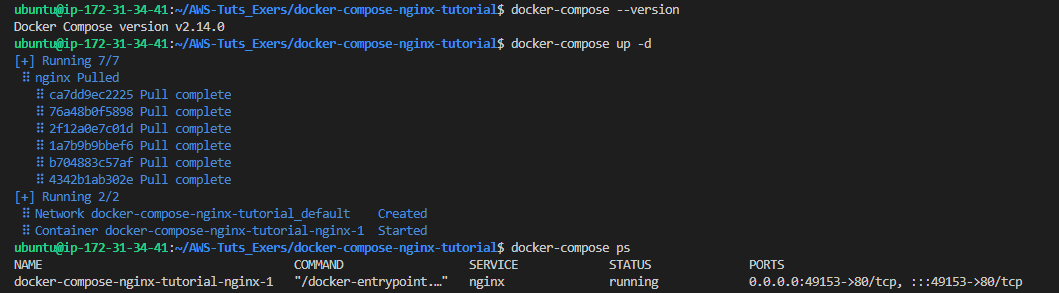 ubuntu@ip-172-31-34-41:~/AWS-Tuts_Exers/docker-compose-nginx-tutorial$ docker-compose --version
Docker Compose version v2.14.0
ubuntu@ip-172-31-34-41:~/AWS-Tuts_Exers/docker-compose-nginx-tutorial$ docker-compose up -d
[+] Running 7/7
⠿ nginx Pulled
⠿ ca7dd9ec2225 Pull complete
⠿ 76a48b0f5898 Pull complete
⠿ 2f12a0e7c01d Pull complete
⠿ 1a7b9b9bbef6 Pull complete
⠿ b704883c57af Pull complete
⠿ 4342b1ab302e Pull complete
[+] Running 2/2
⠿ Network docker-compose-nginx-tutorial_default Created
⠿ Container docker-compose-nginx-tutorial-nginx-1 Started
ubuntu@ip-172-31-34-41:~/AWS-Tuts_Exers/docker-compose-nginx-tutorial$ docker-compose ps
NAME COMMAND SERVICE STATUS PORTS
docker-compose-nginx-tutorial-nginx-1 "/docker-entrypoint.…" nginx running 0.0.0.0:49153->80/tcp, :::49153->80/tcp